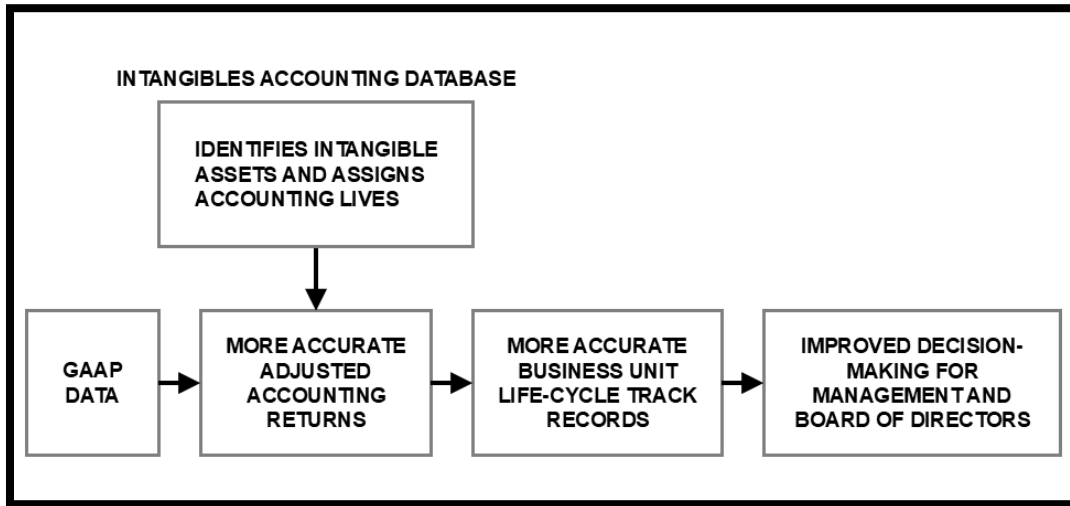 INTANGIBLES ACCOUNTING DATABASE
IDENTIFIES INTANGIBLE
ASSETS AND ASSIGNS
ACCOUNTING LIVES
GAAP
DATA
MORE ACCURATE
ADJUSTED
ACCOUNTING
RETURNS
MORE ACCURATE
BUSINESS UNIT
LIFE-CYCLE TRACK
RECORDS
IMPROVED DECISION-
MAKING FOR
MANAGEMENT AND
BOARD OF DIRECTORS